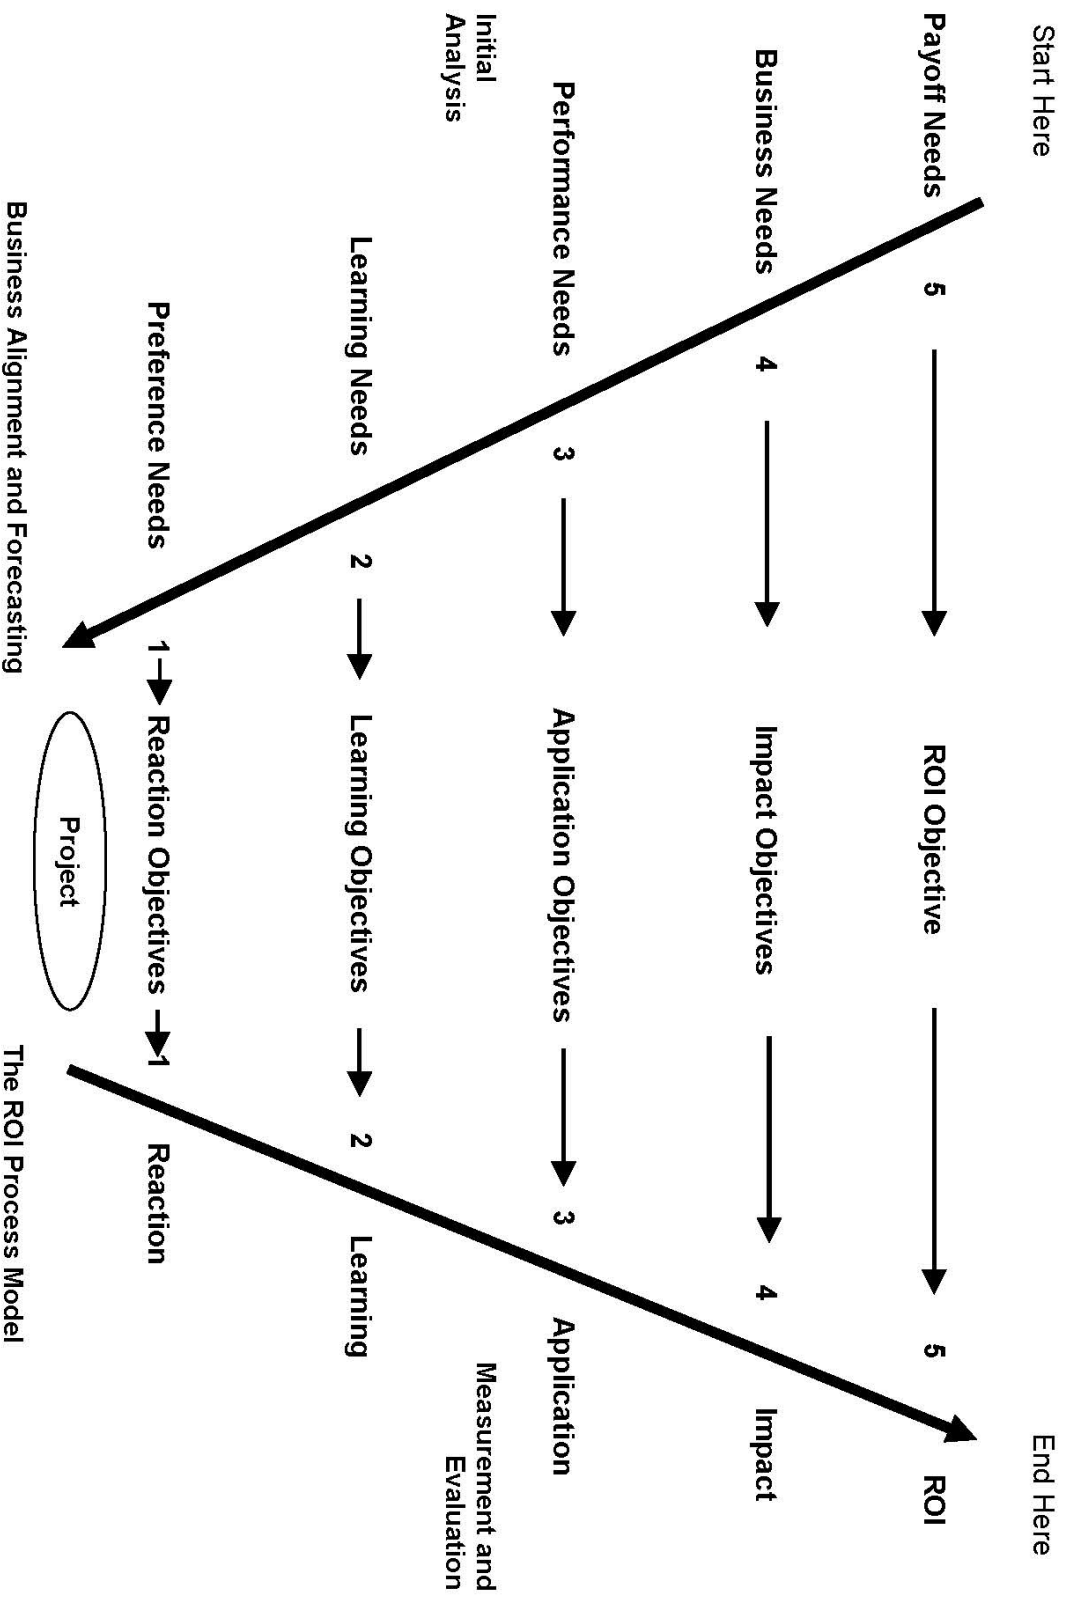 Start Here
End Here
Payoff Needs 5 ROI Objective 5 ROI
Business Needs 4 Impact Objectives 4 Impact
Performance Needs 3 Application Objectives 3 Application
Initial
Analysis
Measurement and
Evaluation
Learning Needs 2 Learning Objectives 2 Learning
Preference Needs 1 Reaction Objectives 1 Reaction
Project
Business Alignment and Forecasting
The ROI Process Model